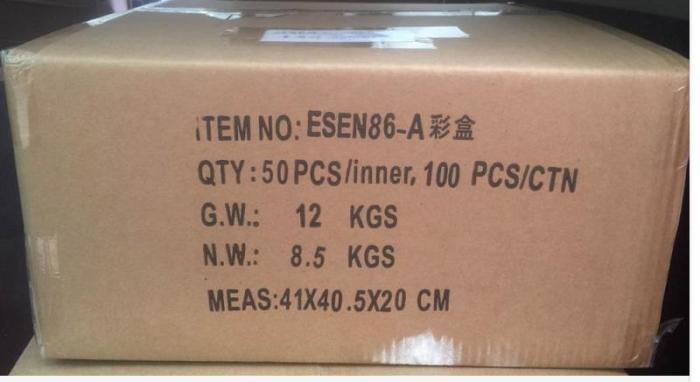 ITEM NO: ESEN86-A 彩盒
QTY: 50 PCS/inner, 100 PCS/CTN
G.W.: 12 KGS
N.W.: 8.5 KGS
MEAS:41X40.5X20 CM